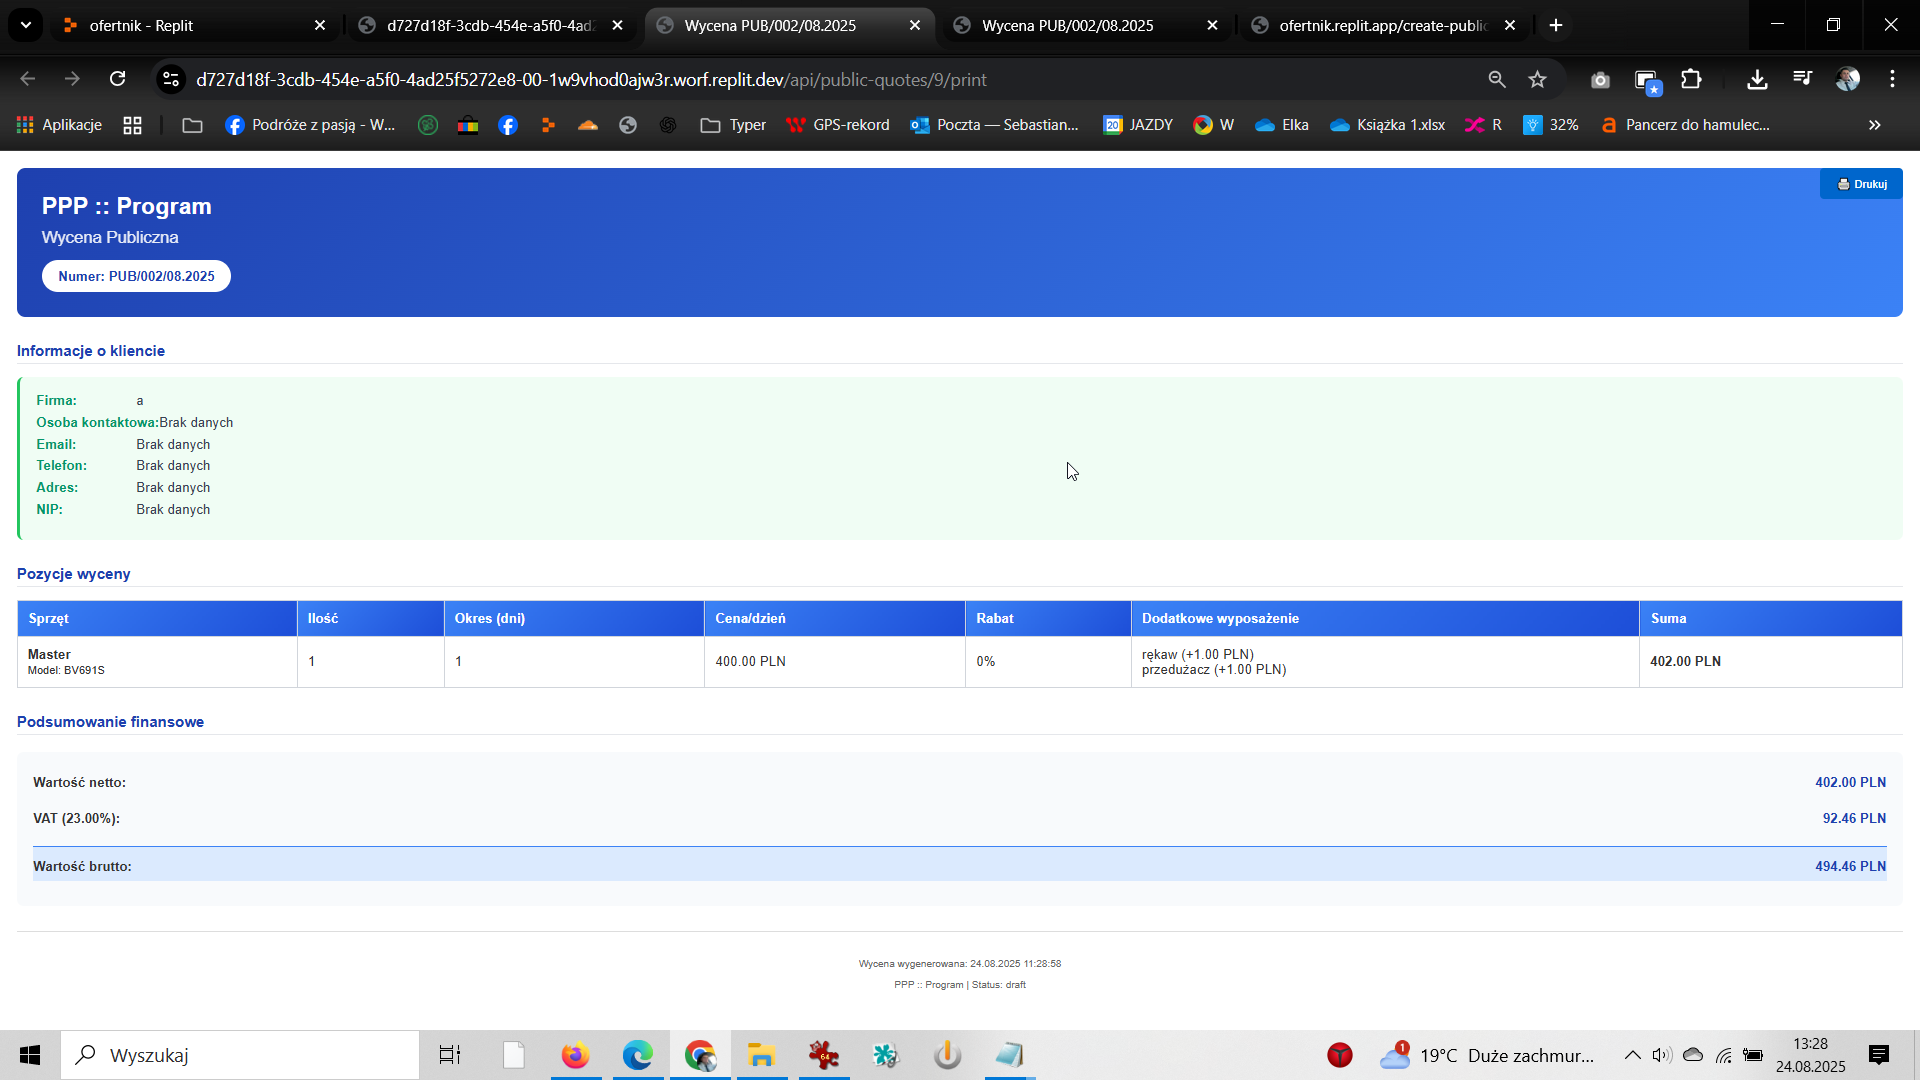 ofertnik - Replit
d727d18f-3cdb-454e-a5f0-4ad2
Wycena PUB/002/08.2025
Wycena PUB/002/08.2025
ofertnik.replit.app/create-public
d727d18f-3cdb-454e-a5f0-4ad25f5272e8-00-1w9vhod0ajw3r.worf.replit.dev/api/public-quotes/9/print
Aplikacje
Podróże z pasją - W...
Typer
GPS-rekord
Poczta — Sebastian...
20 JAZDY
W
Elka
Książka 1.xlsx
R
32%
Pancerz do hamulec...
PPP :: Program
Drukuj
Wycena Publiczna
Numer: PUB/002/08.2025
Informacje o kliencie
Firma: a
Osoba kontaktowa:Brak danych
Email: Brak danych
Telefon: Brak danych
Adres: Brak danych
NIP: Brak danych
Pozycje wyceny
Sprzęt Ilość Okres (dni) Cena/dzień Rabat Dodatkowe wyposażenie Suma
Master
Model: BV691S
1 1 400.00 PLN 0%
rękaw (+1.00 PLN)
przedużacz (+1.00 PLN)
402.00 PLN
Podsumowanie finansowe
Wartość netto: 402.00 PLN
VAT (23.00%): 92.46 PLN
Wartość brutto: 494.46 PLN
Wycena wygenerowana: 24.08.2025 11:28:58
PPP :: Program | Status: draft
Wyszukaj
64
1
19°C Duże zachmur...
13:28
24.08.2025